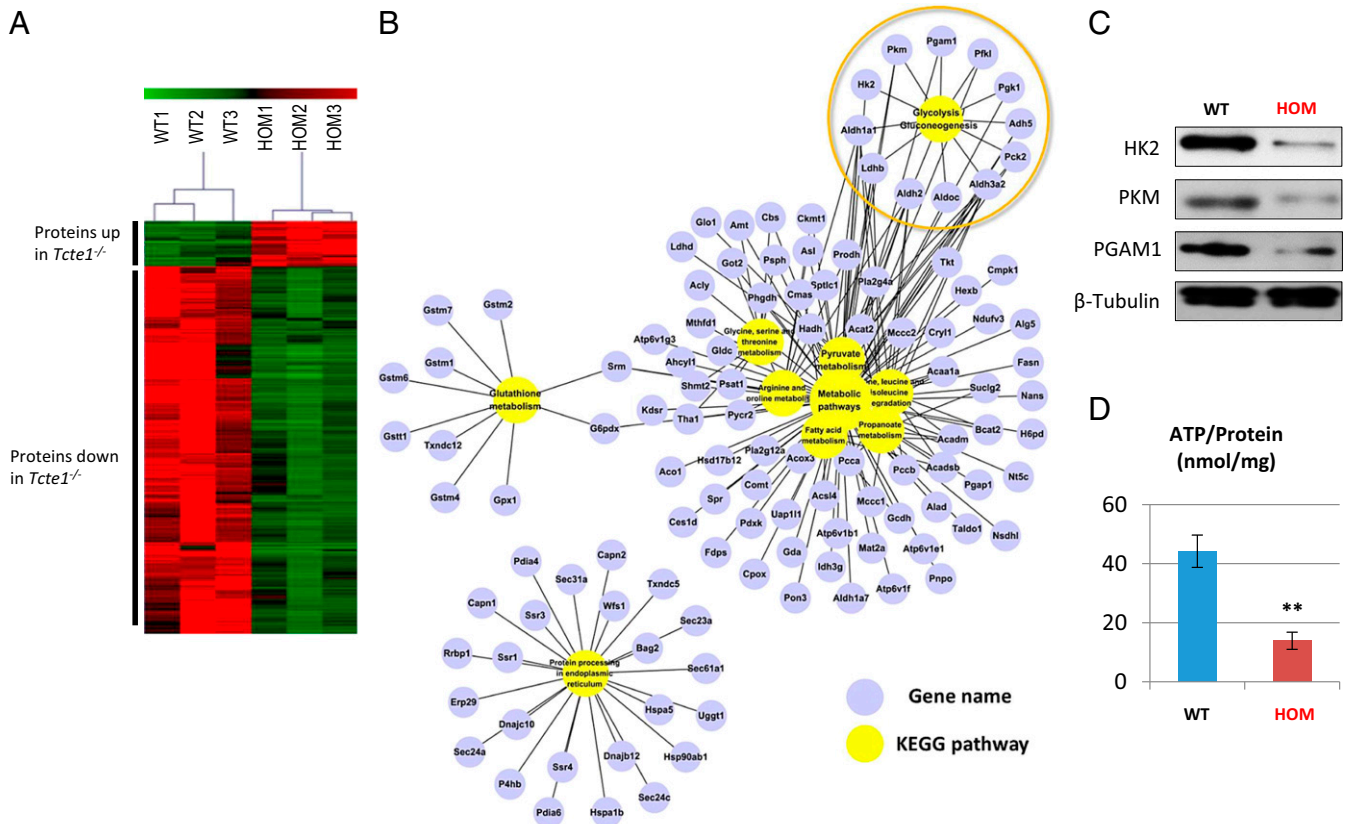 A
WT1
WT2
WT3
HOM1
HOM2
HOM3
Proteins up
in Tcte1-/-
Proteins down
in Tcte1-/-
B
Pkm
Pgam1
Pfkl
Hk2
Pgk1
Glycolysis /
Gluconeogenesis
Aldh1a1
Adh5
Ldhb
Pck2
Aldh2
Aldoc
Aldh3a2
Glo1
Amt
Cbs
Ckmt1
Ldhd
Got2
Psph
Asl
Prodh
Tkt
Cmpk1
Acly
Phgdh
Cmas
Sptlc1
Pla2g4a
Hexb
Ndufv3
Mthfd1
Glycine, serine and
threonine metabolism
Hadh
Acat2
Mccc2
Cryl1
Alg5
Atp6v1g3
Gldc
Pyruvate
metabolism
Fasn
Gstm7
Gstm2
Gstm1
Gstm6
Srm
Ahcyl1
Shmt2
Psat1
Arginine and
proline metabolis
Metabolic
pathways
ne, leucine and
isoleucine
egradation
Acaa1a
Suclg2
Nans
Glutathione
metabolism
Gstt1
Txndc12
Gstm4
Gpx1
G6pdx
Kdsr
Tha1
Pycr2
Fatty acid
metabolism
Propanoate
metabolism
Bcat2
H6pd
Acadm
Aco1
Hsd17b12
Pla2g12a
Acox3
Pcca
Pccb
Acadsb
Pgap1
Nt5c
Ces1d
Spr
Comt
Acsl4
Mccc1
Gcdh
Alad
Taldo1
Nsdhl
Fdps
Pdxk
Uap1l1
Atp6v1b1
Mat2a
Atp6v1e1
Pnpo
Cpox
Gda
Idh3g
Atp6v1f
Pon3
Aldh1a7
Pdia4
Sec31a
Capn2
Txndc5
Capn1
Ssr3
Wfs1
Sec23a
Rrbp1
Ssr1
Bag2
Sec61a1
Protein processing
in endoplasmic
reticulum
Erp29
Dnajc10
Hspa5
Uggt1
Sec24a
Ssr4
Dnajb12
Hsp90ab1
P4hb
Pdia6
Hspa1b
Sec24c
Gene name
KEGG pathway
C
WT HOM
HK2
PKM
PGAM1
β-Tubulin
D
ATP/Protein
(nmol/mg)
60
40
20
0
**
WT HOM